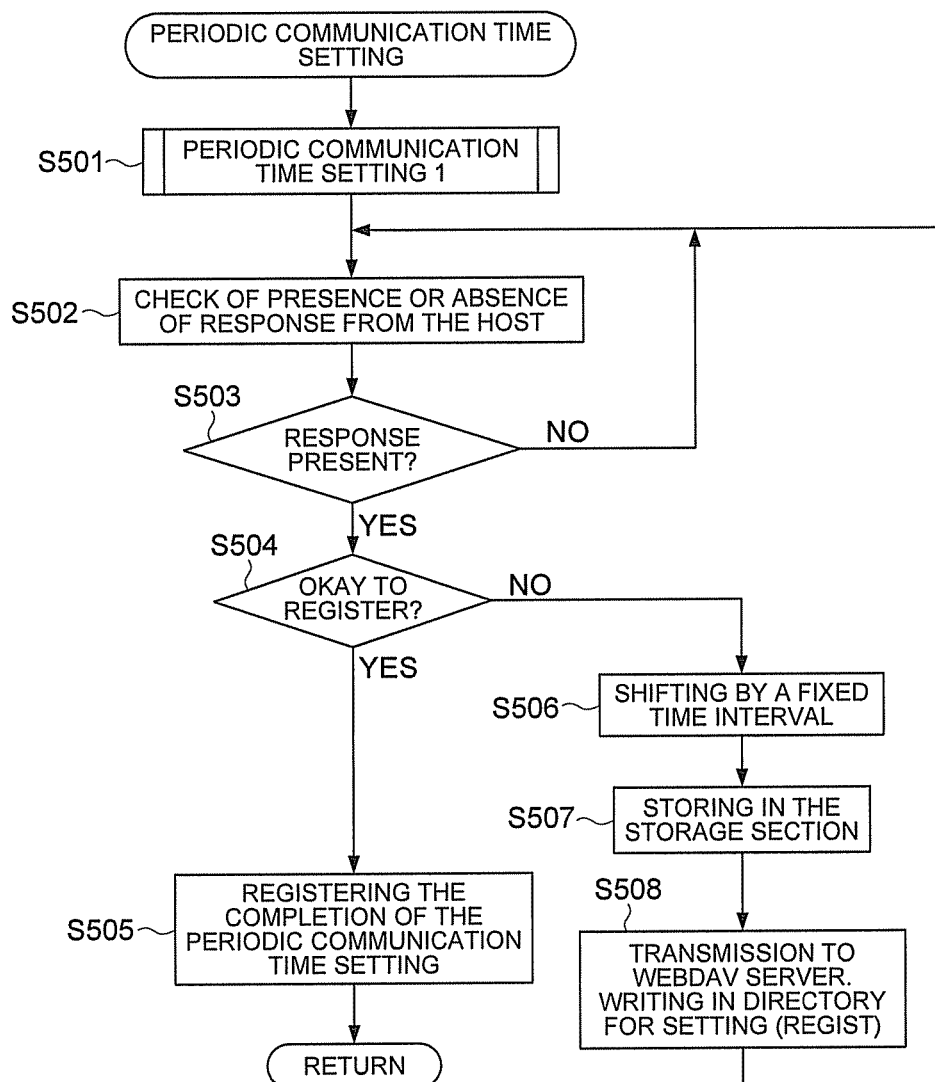 PERIODIC COMMUNICATION TIME
SETTING
S501
PERIODIC COMMUNICATION
TIME SETTING 1
S502
CHECK OF PRESENCE OR ABSENCE
OF RESPONSE FROM THE HOST
S503
RESPONSE
PRESENT?
NO
YES
S504
OKAY TO
REGISTER?
NO
YES
S506
SHIFTING BY A FIXED
TIME INTERVAL
S507
STORING IN THE
STORAGE SECTION
S505
REGISTERING THE
COMPLETION OF THE
PERIODIC COMMUNICATION
TIME SETTING
S508
TRANSMISSION TO
WEBDAV SERVER.
WRITING IN DIRECTORY
FOR SETTING (REGIST)
RETURN